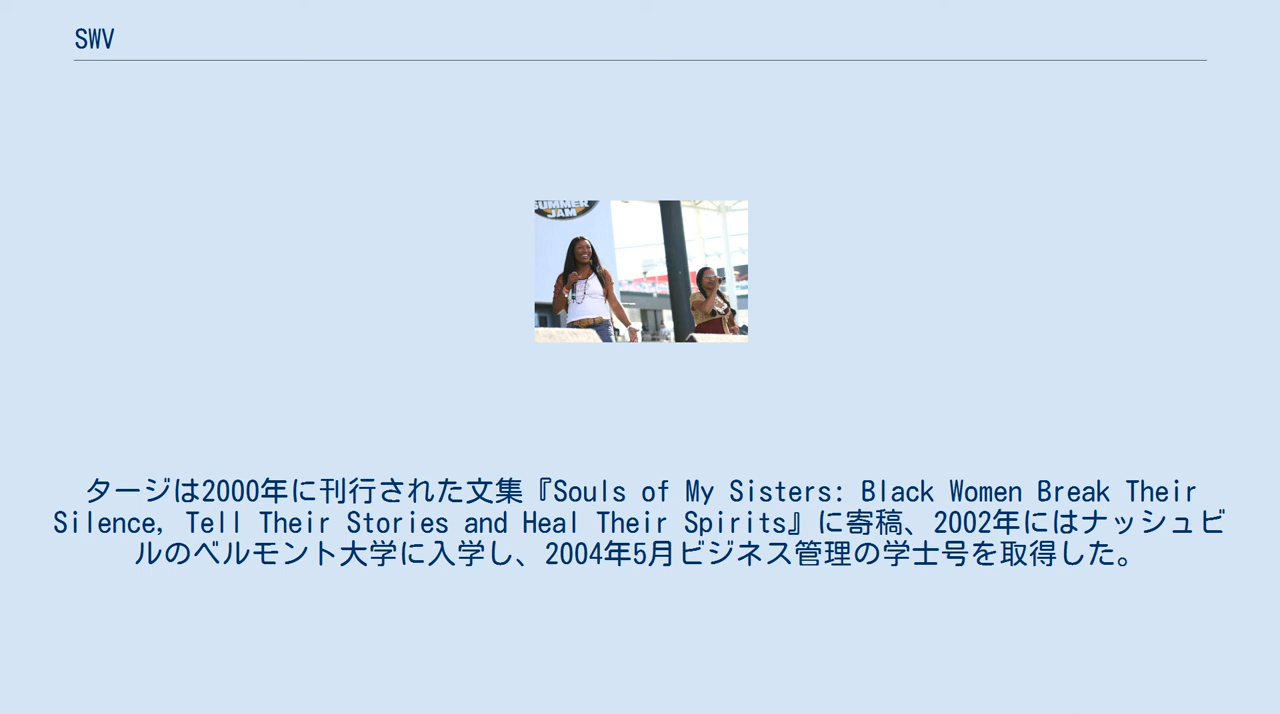 SWV
SUMMER
JAM
タージは2000年に刊行された文集『Souls of My Sisters: Black Women Break Their
Silence, Tell Their Stories and Heal Their Spirits』に寄稿、2002年にはナッシュビ
ルのベルモント大学に入学し、2004年5月ビジネス管理の学士号を取得した。